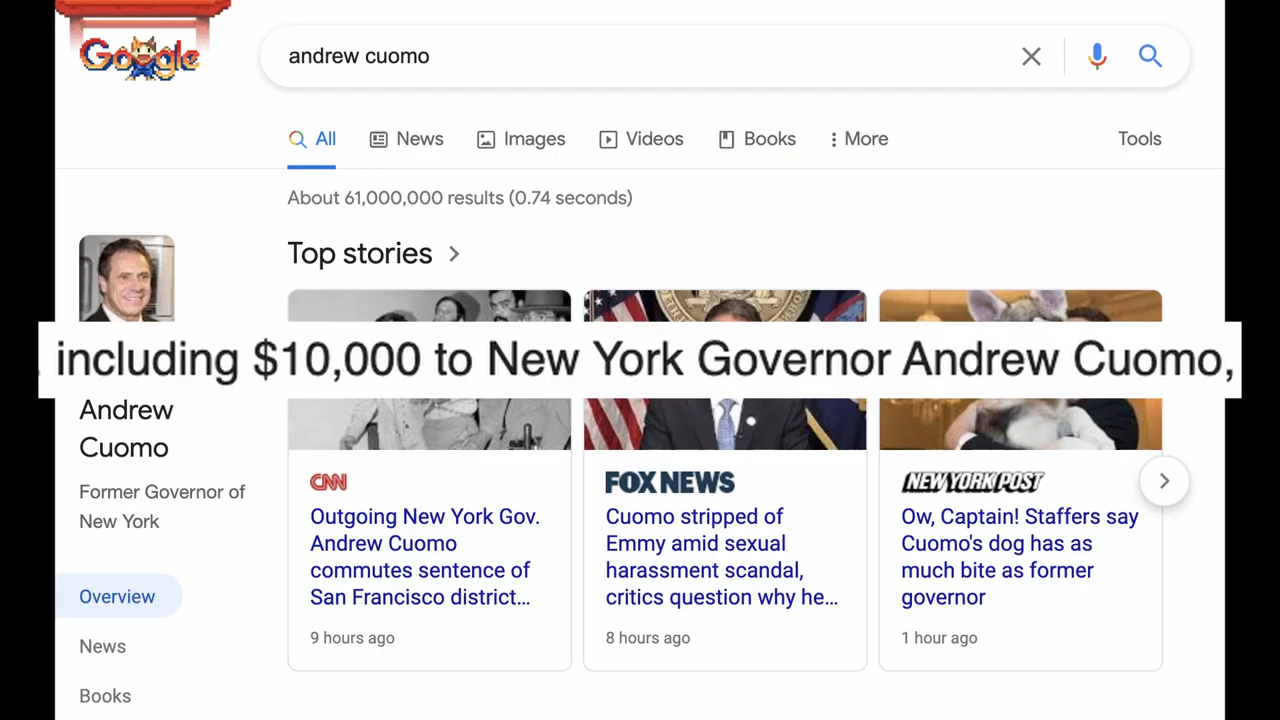 Google
andrew cuomo
All
News
Images
Videos
Books
More
Tools
About 61,000,000 results (0.74 seconds)
Top stories
including $10,000 to New York Governor Andrew Cuomo,
Andrew
Cuomo
Former Governor of
New York
Overview
News
Books
CNN
Outgoing New York Gov.
Andrew Cuomo
commutes sentence of
San Francisco district...
9 hours ago
FOX NEWS
Cuomo stripped of
Emmy amid sexual
harassment scandal,
critics question why he...
8 hours ago
NEW YORK POST
Ow, Captain! Staffers say
Cuomo's dog has as
much bite as former
governor
1 hour ago